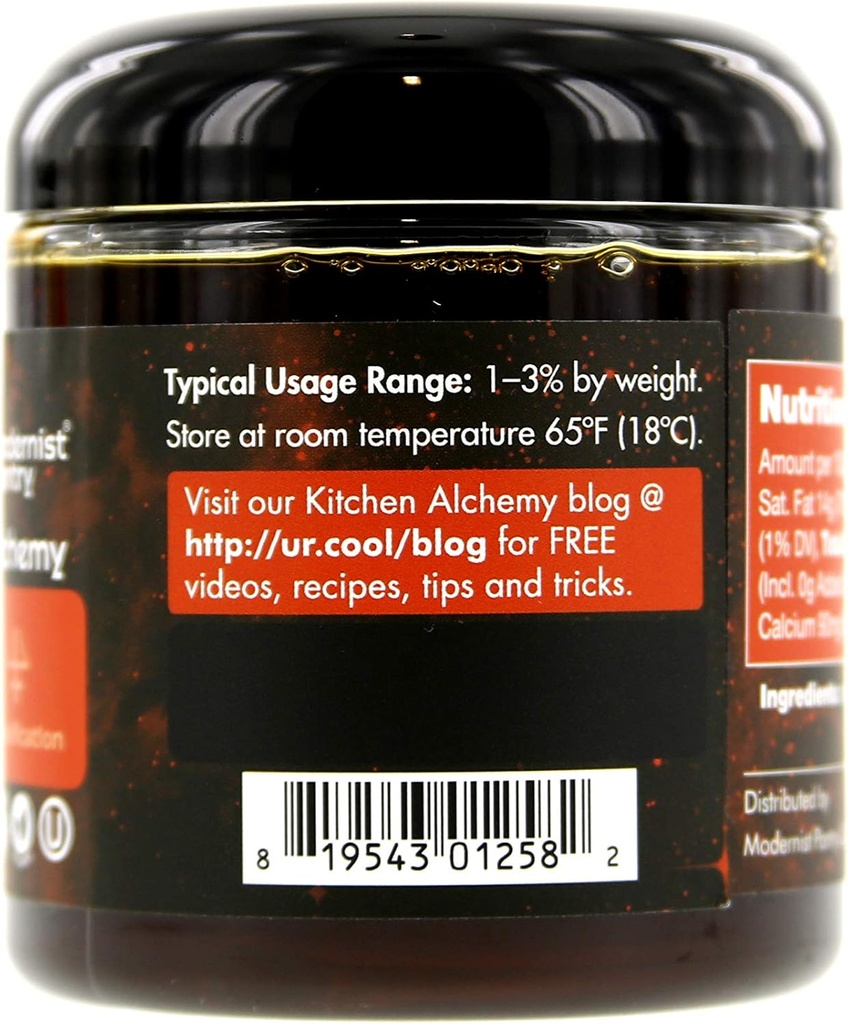 Typical Usage Range: 1–3% by weight.
Store at room temperature 65°F (18°C).
Visit our Kitchen Alchemy blog @
http://ur.cool/blog for FREE
videos, recipes, tips and tricks.
8 19543 01258 2
U
Amount per
Sat. Fat 14g
(1% DV),
(Incl. 0g
Calcium
Distributed by
Modernist